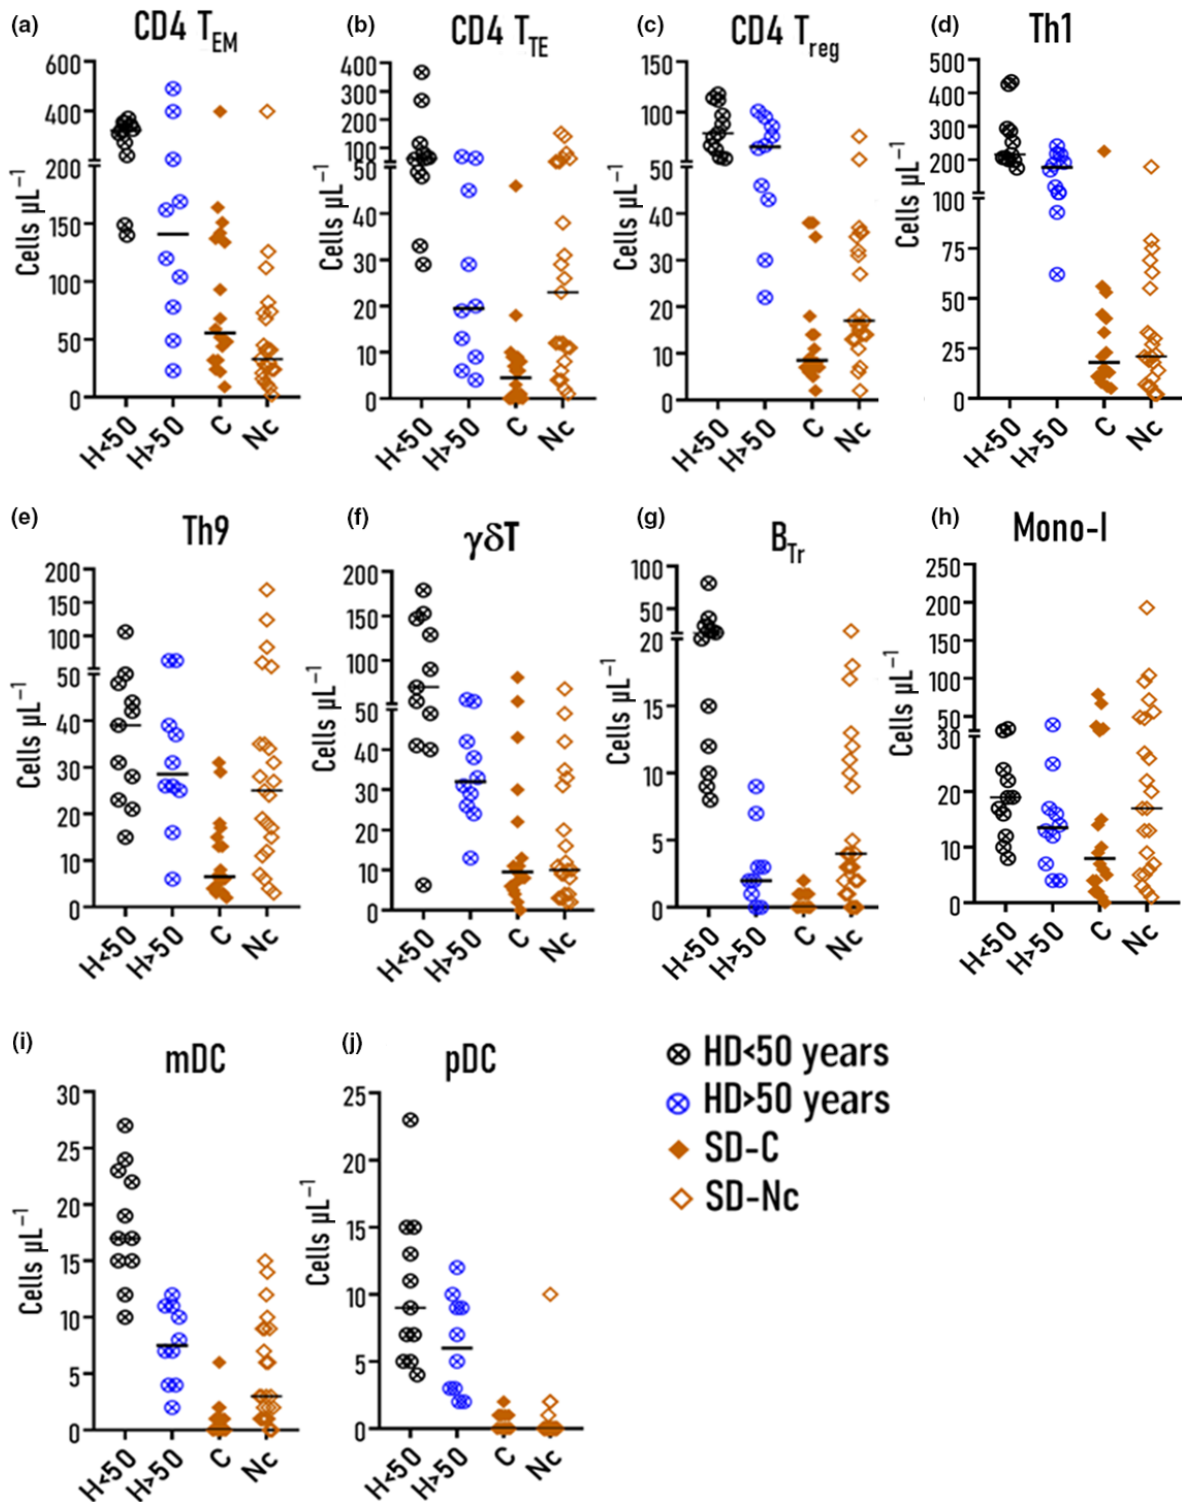 (a) CD4 TEM
600
400
200
150
100
50
0
Cells µL−1
H<50 H>50 C Nc
(b) CD4 TTE
400
300
200
100
50
40
30
20
10
0
Cells µL−1
H<50 H>50 C Nc
(c) CD4 Treg
150
100
50
40
30
20
10
0
Cells µL−1
H<50 H>50 C Nc
(d) Th1
500
400
300
200
100
75
50
25
0
Cells µL−1
H<50 H>50 C Nc
(e) Th9
200
150
100
50
40
30
20
10
0
Cells µL−1
H<50 H>50 C Nc
(f) γδT
200
150
100
50
40
30
20
10
0
Cells µL−1
H<50 H>50 C Nc
(g) BTr
100
50
20
15
10
5
0
Cells µL−1
H<50 H>50 C Nc
(h) Mono-I
250
200
150
100
50
30
20
10
0
Cells µL−1
H<50 H>50 C Nc
(i) mDC
30
25
20
15
10
5
0
Cells µL−1
H<50 H>50 C Nc
(j) pDC
25
20
15
10
5
0
Cells µL−1
H<50 H>50 C Nc
HD<50 years
HD>50 years
SD-C
SD-Nc